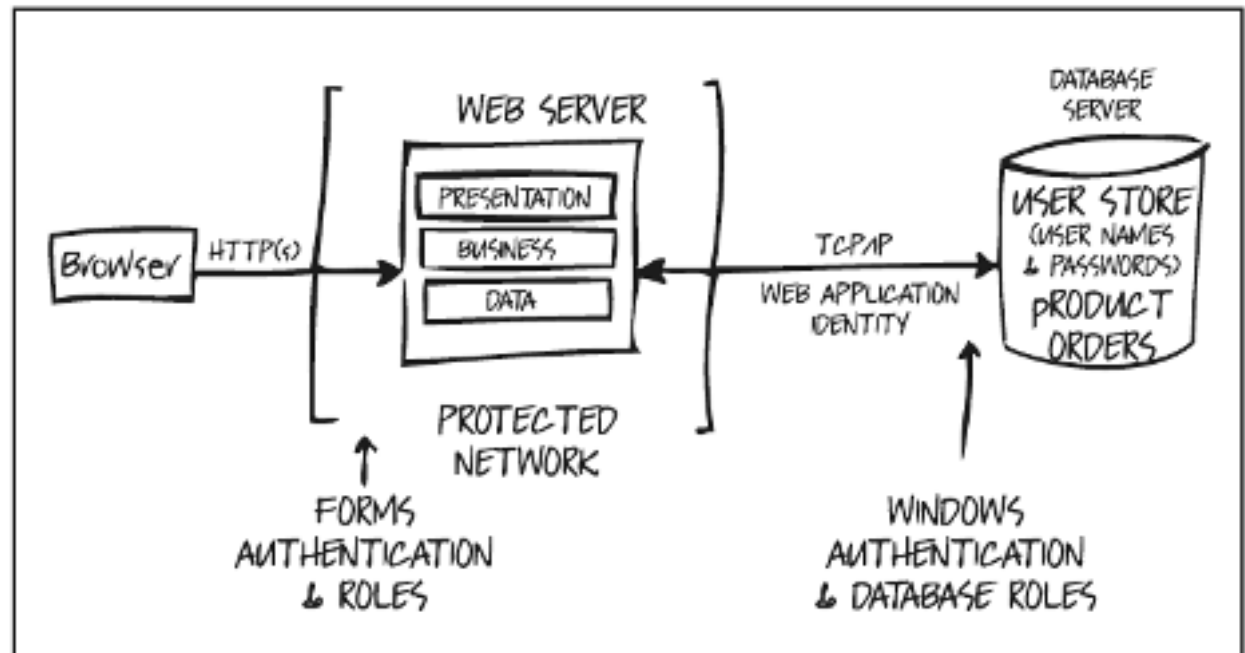 DATABASE
SERVER
WEB SERVER
PRESENTATION
BUSINESS
DATA
Browser
HTTP(s)
TCP/IP
WEB APPLICATION
IDENTITY
USER STORE
(USER NAMES
& PASSWORDS)
PRODUCT
ORDERS
PROTECTED
NETWORK
FORMS
AUTHENTICATION
& ROLES
WINDOWS
AUTHENTICATION
& DATABASE ROLES